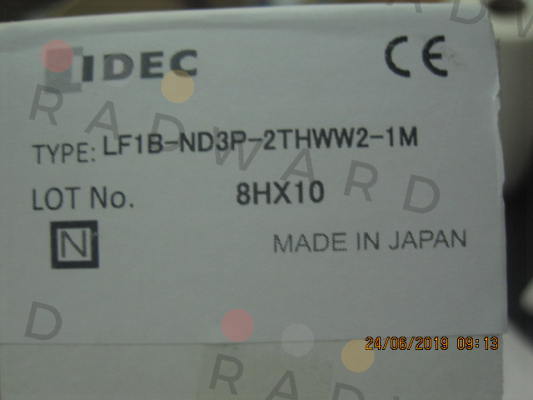 IDEC
CE
TYPE: LF1B-ND3P-2THWW2-1M
LOT No. 8HX10
N
MADE IN JAPAN
24/06/2019 09:13
RADWARD
D
RADWA